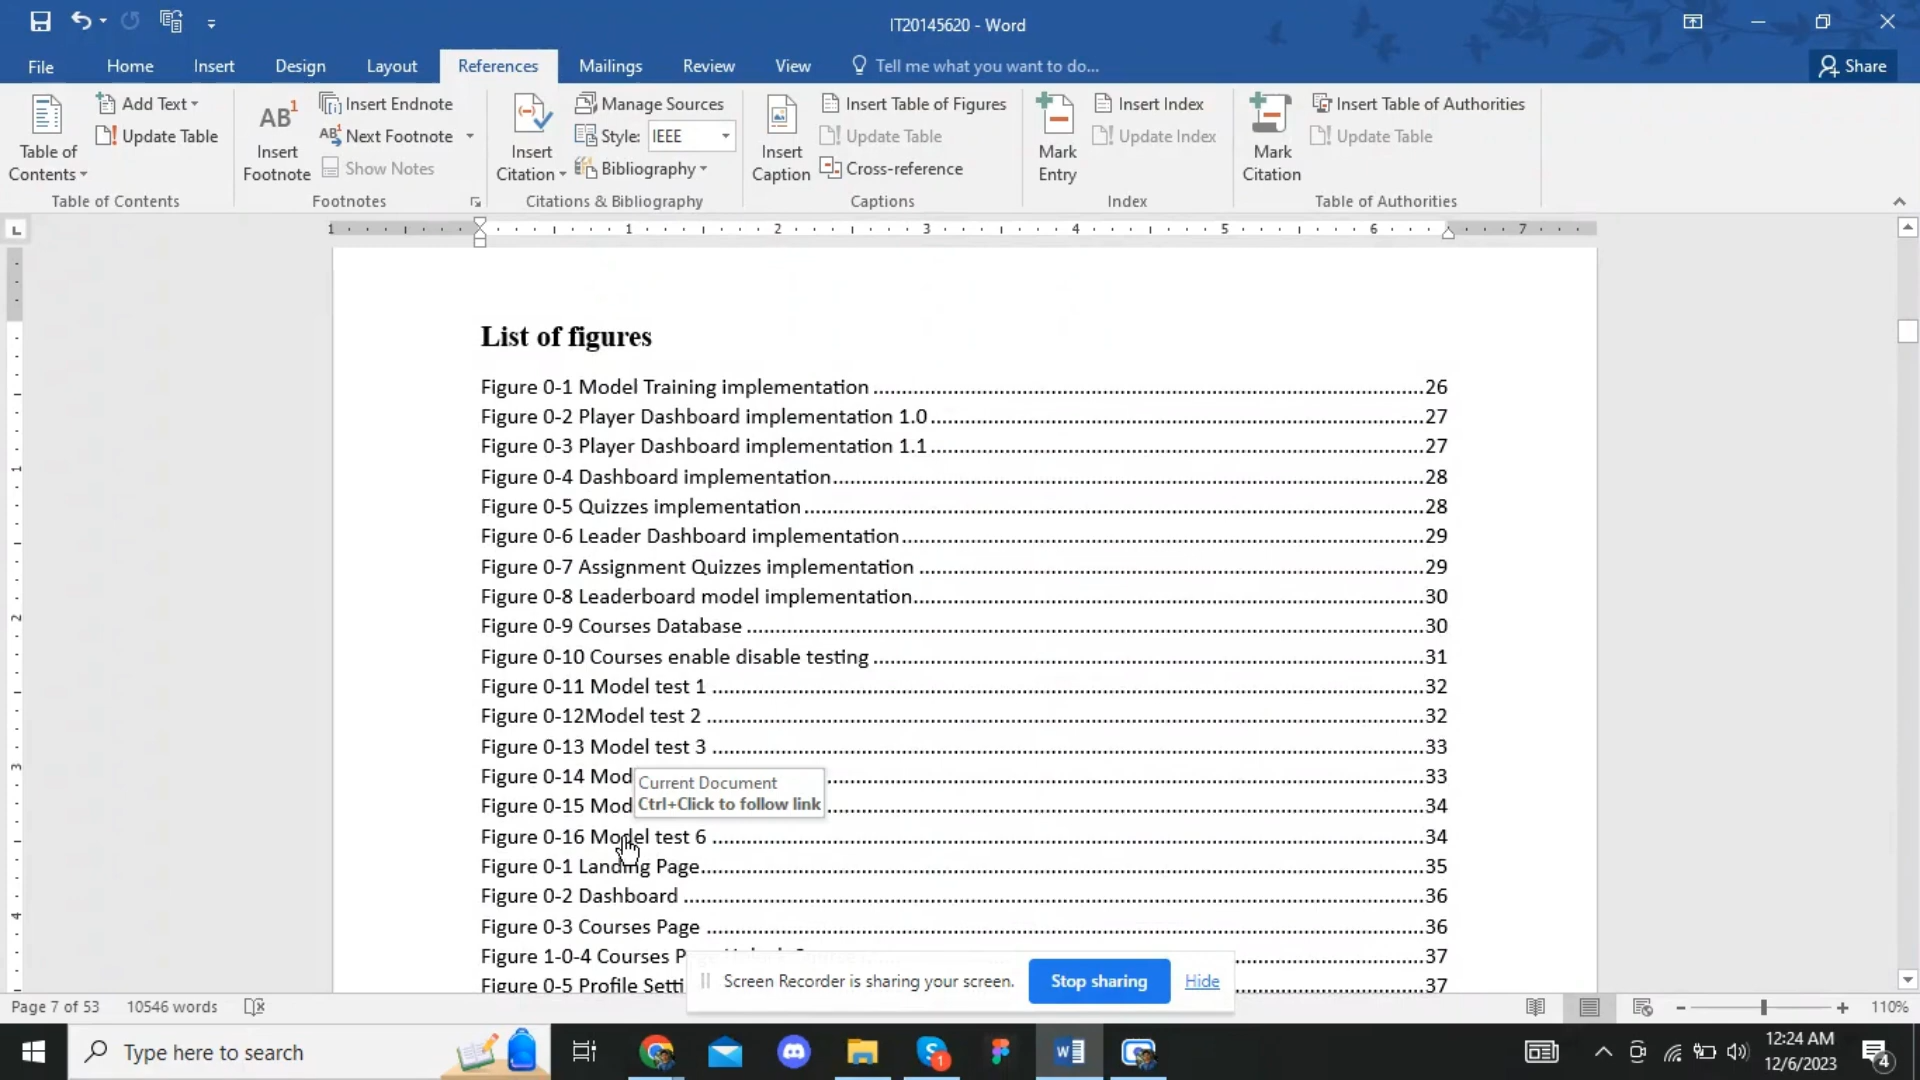 IT20145620 - Word
File Home Insert Design Layout References Mailings Review View Tell me what you want to do... Share
Table of Contents
Add Text
Update Table
Table of Contents
AB1
Insert Footnote
Insert Endnote
Next Footnote
Show Notes
Footnotes
Insert Citation
Manage Sources
Style: IEEE
Bibliography
Citations & Bibliography
Insert Caption
Insert Table of Figures
Update Table
Cross-reference
Captions
Mark Entry
Insert Index
Update Index
Index
Mark Citation
Insert Table of Authorities
Update Table
Table of Authorities
1 1 2 3 4 5 6 7
List of figures
Figure 0-1 Model Training implementation 26
Figure 0-2 Player Dashboard implementation 1.0 27
Figure 0-3 Player Dashboard implementation 1.1 27
Figure 0-4 Dashboard implementation 28
Figure 0-5 Quizzes implementation 28
Figure 0-6 Leader Dashboard implementation 29
Figure 0-7 Assignment Quizzes implementation 29
Figure 0-8 Leaderboard model implementation 30
Figure 0-9 Courses Database 30
Figure 0-10 Courses enable disable testing 31
Figure 0-11 Model test 1 32
Figure 0-12Model test 2 32
Figure 0-13 Model test 3 33
Figure 0-14 Mod 33
Current Document
Ctrl+Click to follow link
Figure 0-15 Mod 34
Figure 0-16 Model test 6 34
Figure 0-1 Landing Page 35
Figure 0-2 Dashboard 36
Figure 0-3 Courses Page 36
Figure 1-0-4 Courses 37
Figure 0-5 Profile Setti 37
Screen Recorder is sharing your screen. Stop sharing Hide
Page 7 of 53 10546 words 110%
Type here to search
12:24 AM
12/6/2023